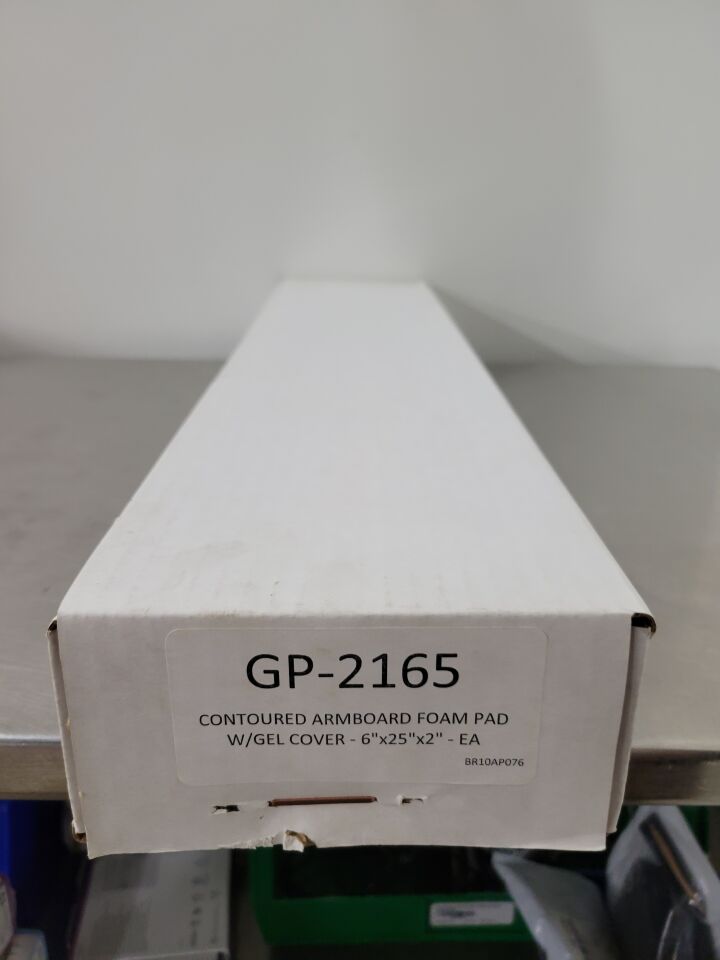 GP-2165
CONTOURED ARMBOARD FOAM PAD
W/GEL COVER - 6"x25"x2" - EA
BR10AP076